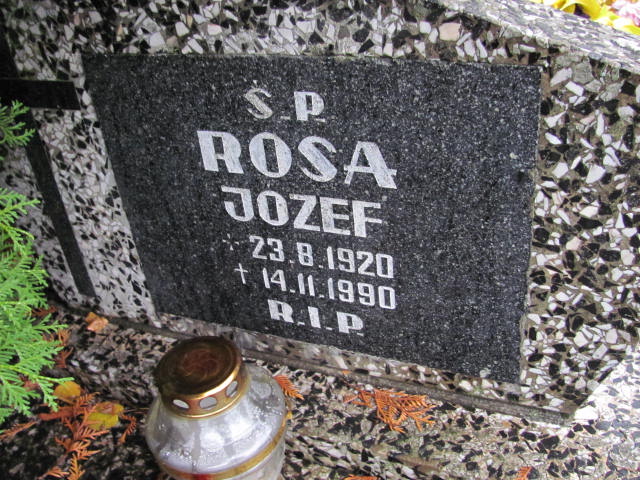 Ś.P.
ROSA
JOZEF
* 23.8.1920
† 14.11.1990
R.I.P.